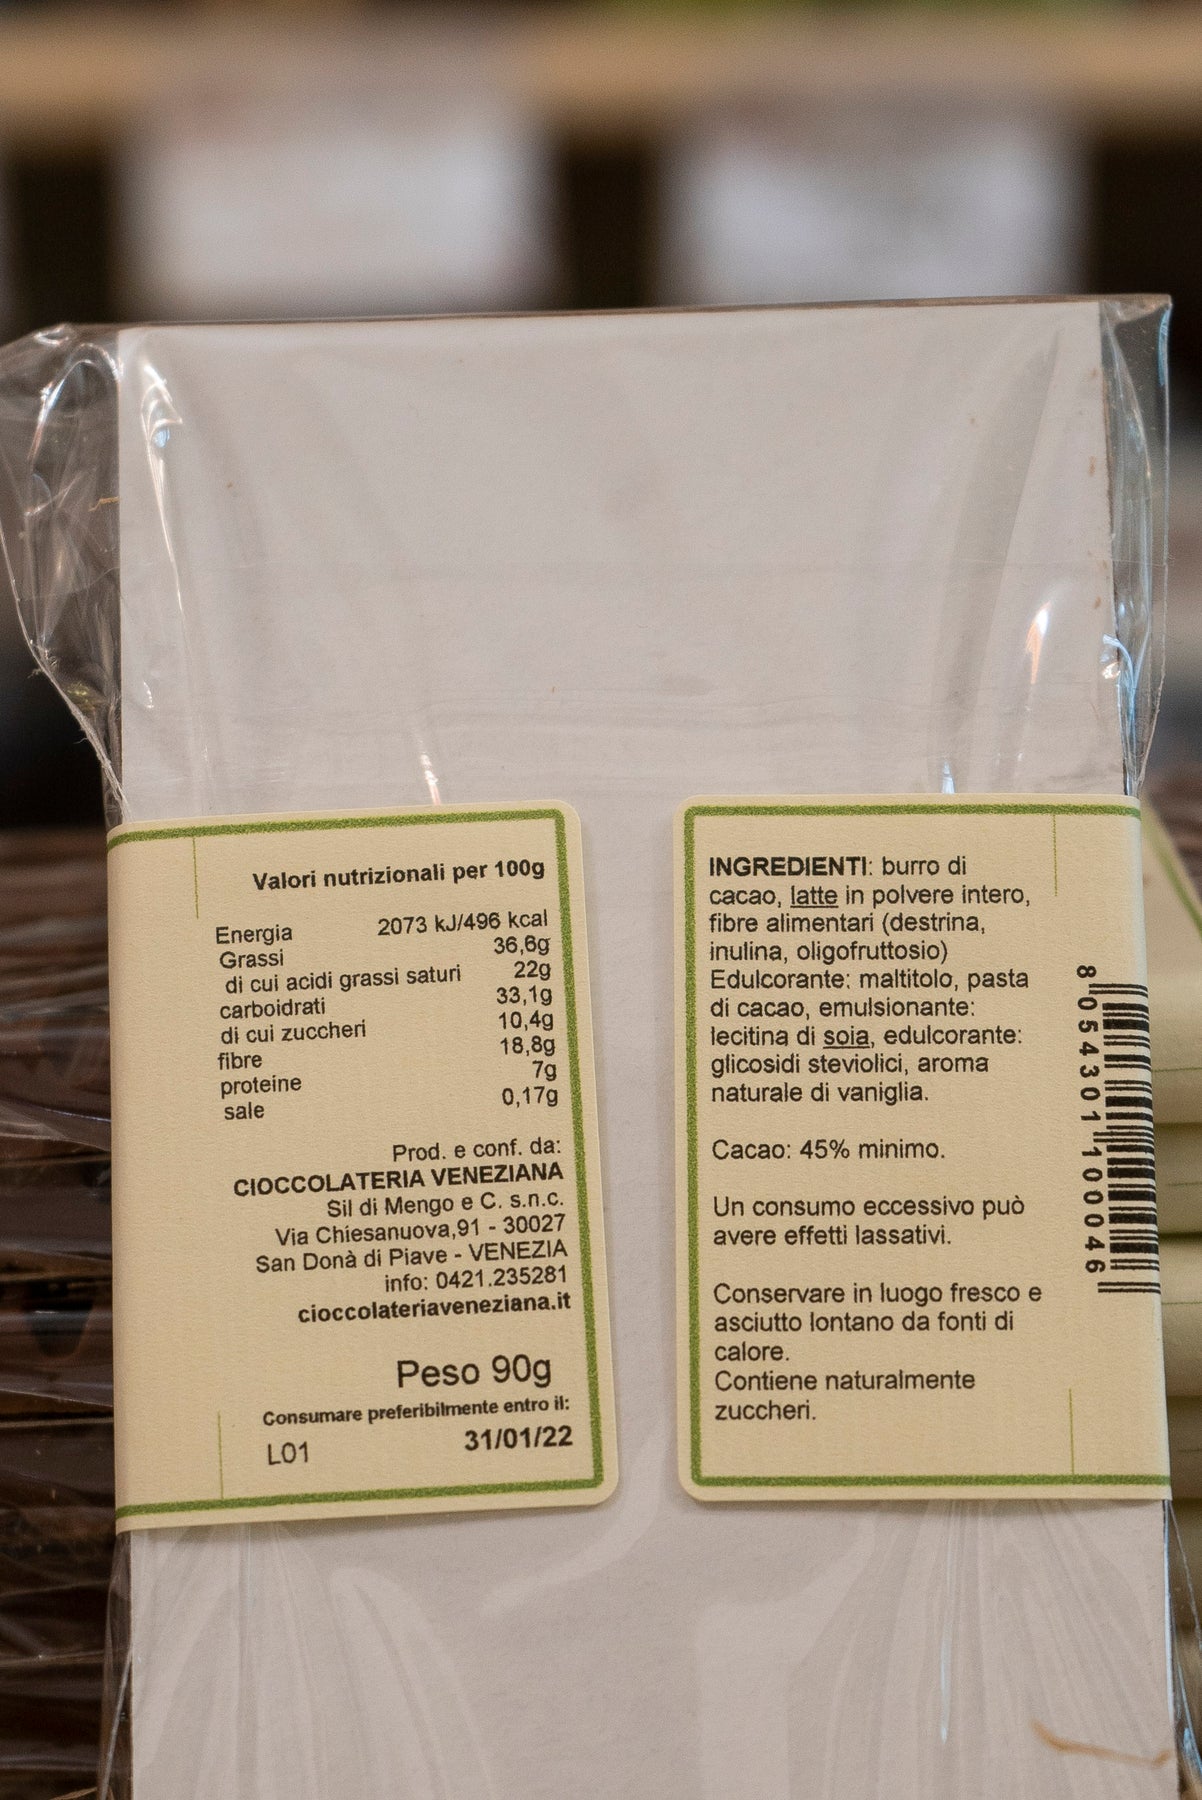 Valori nutrizionali per 100g
Energia 2073 kJ/496 kcal
Grassi 36,6g
di cui acidi grassi saturi 22g
carboidrati 33,1g
di cui zuccheri 10,4g
fibre 18,8g
proteine 7g
sale 0,17g
Prod. e conf. da:
CIOCCOLATERIA VENEZIANA
Sil di Mengo e C. s.n.c.
Via Chiesanuova,91 - 30027
San Donà di Piave - VENEZIA
info: 0421.235281
cioccolateriaveneziana.it
Peso 90g
Consumare preferibilmente entro il:
L01 31/01/22
INGREDIENTI: burro di
cacao, latte in polvere intero,
fibre alimentari (destrina,
inulina, oligofruttosio)
Edulcorante: maltitolo, pasta
di cacao, emulsionante:
lecitina di soia, edulcorante:
glicosidi steviolici, aroma
naturale di vaniglia.
Cacao: 45% minimo.
Un consumo eccessivo può
avere effetti lassativi.
Conservare in luogo fresco e
asciutto lontano da fonti di
calore.
Contiene naturalmente
zuccheri.
8 054301 100046